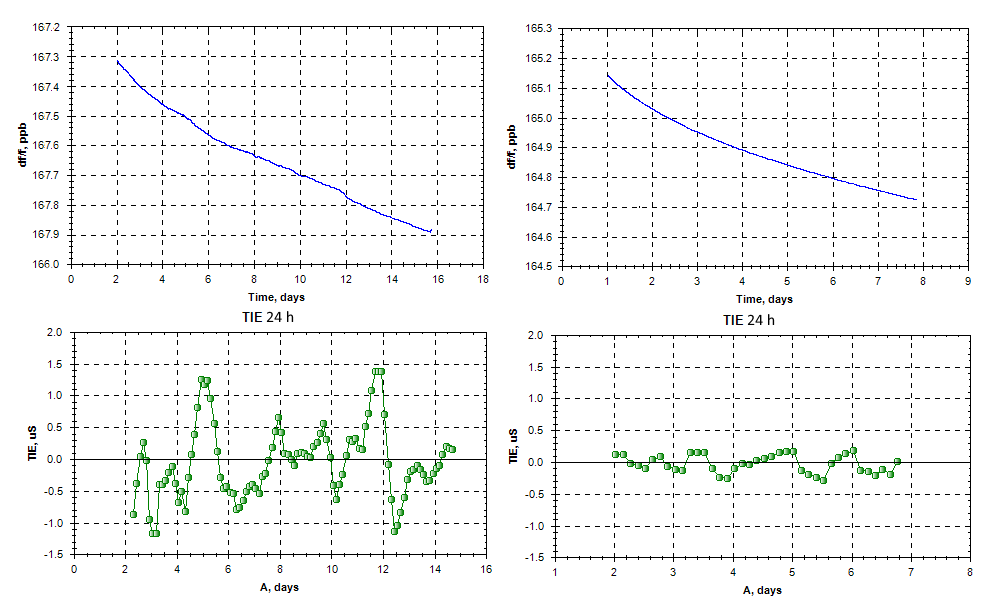 167.2
167.3
167.4
167.5
167.6
167.7
167.8
167.9
166.0
df/f, ppb
0 2 4 6 8 10 12 14 16 18
Time, days
165.3
165.2
165.1
165.0
164.9
164.8
164.7
164.6
164.5
df/f, ppb
0 1 2 3 4 5 6 7 8 9
Time, days
TIE 24 h
2.0
1.5
1.0
0.5
0.0
-0.5
-1.0
-1.5
TIE, uS
0 2 4 6 8 10 12 14 16
A, days
TIE 24 h
2.0
1.5
1.0
0.5
0.0
-0.5
-1.0
-1.5
TIE, uS
1 2 3 4 5 6 7 8
A, days